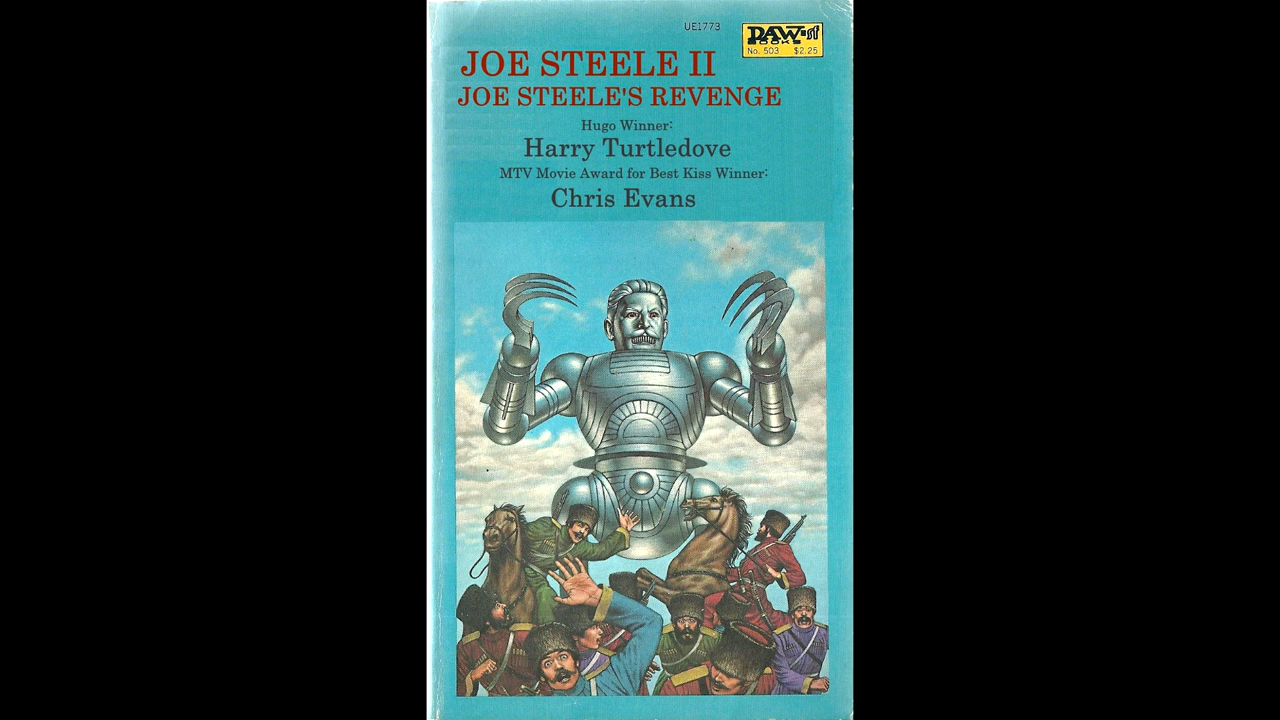 UE1773
DAW-sf
BOOKS
No. 503 $2.25
JOE STEELE II
JOE STEELE'S REVENGE
Hugo Winner:
Harry Turtledove
MTV Movie Award for Best Kiss Winner:
Chris Evans